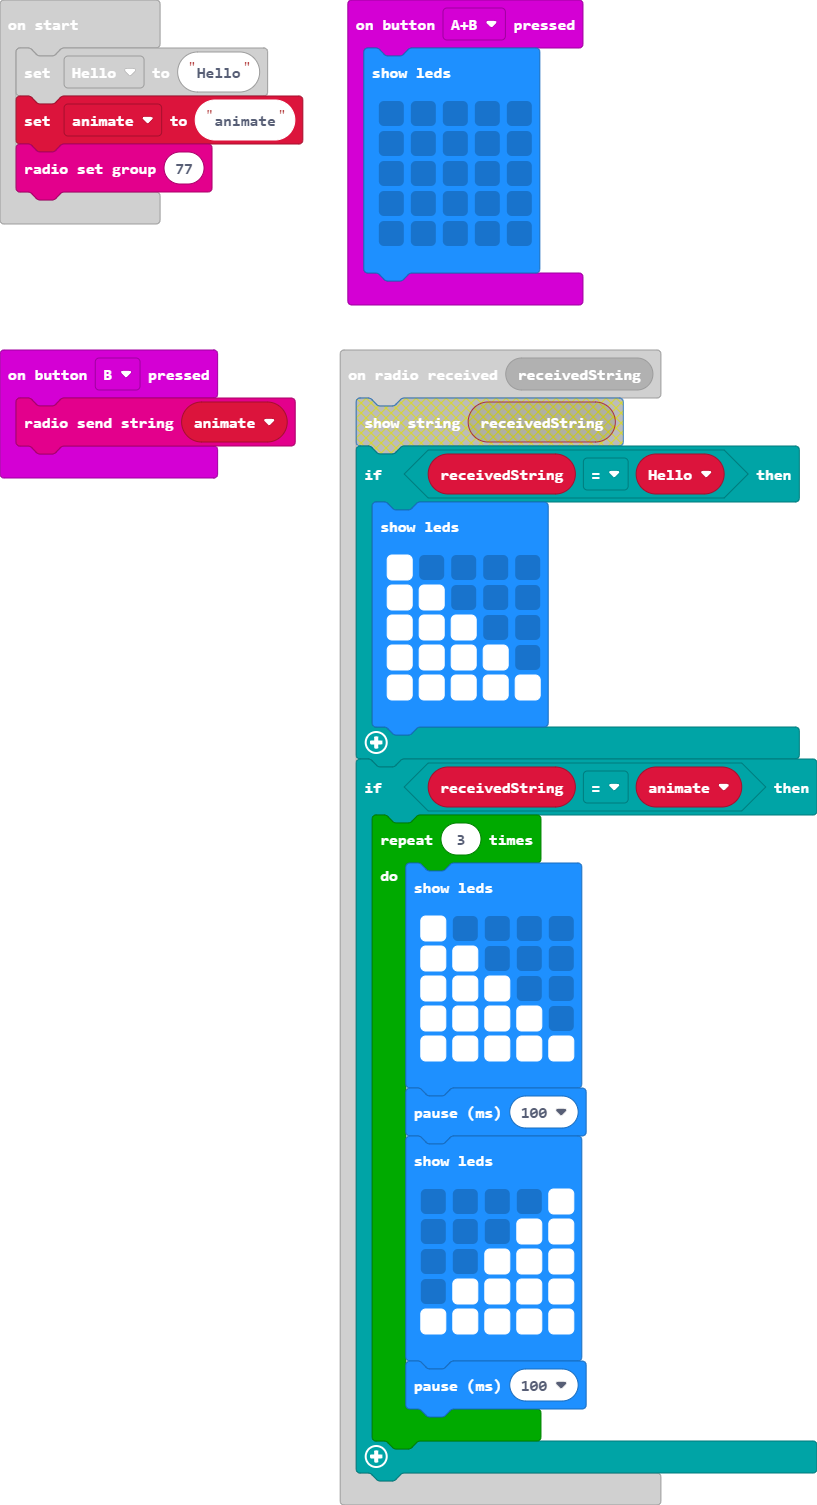 on start
set Hello to "Hello"
set animate to "animate"
radio set group 77
on button A+B pressed
show leds
on button B pressed
radio send string animate
on radio received receivedString
show string receivedString
if receivedString = Hello then
show leds
if receivedString = animate then
repeat 3 times
do
show leds
pause (ms) 100
show leds
pause (ms) 100